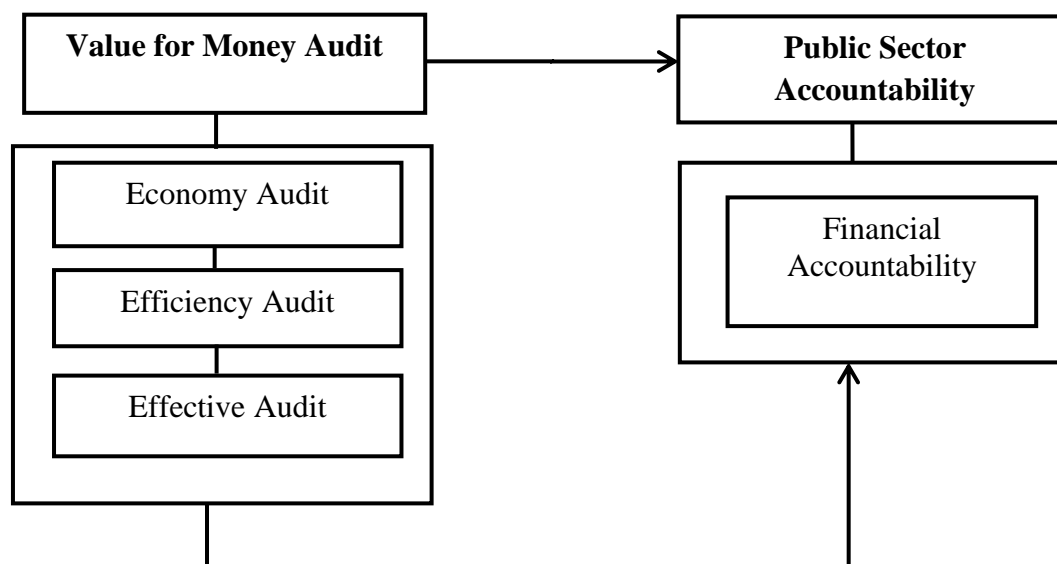 Value for Money Audit
Public Sector
Accountability
Economy Audit
Efficiency Audit
Effective Audit
Financial
Accountability